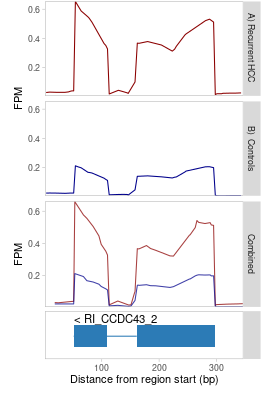 0.6
0.4
0.2
FPM
A) Recurrent HCC
0.6
0.4
0.2
B) Controls
0.6
0.4
0.2
FPM
Combined
< RI_CCDC43_2
0
100
200
300
Distance from region start (bp)